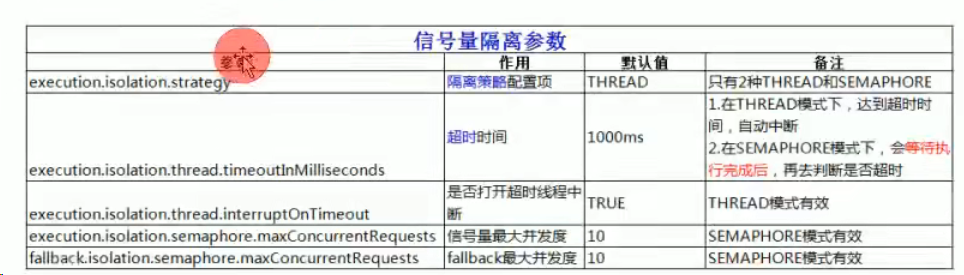 信号量隔离参数
参数 作用 默认值 备注
execution.isolation.strategy 隔离策略配置项 THREAD 只有2种THREAD和SEMAPHORE
execution.isolation.thread.timeoutInMilliseconds 超时时间 1000ms 1.在THREAD模式下，达到超时时
间，自动中断
2.在SEMAPHORE模式下，会等待执
行完成后，再去判断是否超时
execution.isolation.thread.interruptOnTimeout 是否打开超时线程中
断 TRUE THREAD模式有效
execution.isolation.semaphore.maxConcurrentRequests 信号量最大并发度 10 SEMAPHORE模式有效
fallback.isolation.semaphore.maxConcurrentRequests fallback最大并发度 10 SEMAPHORE模式有效